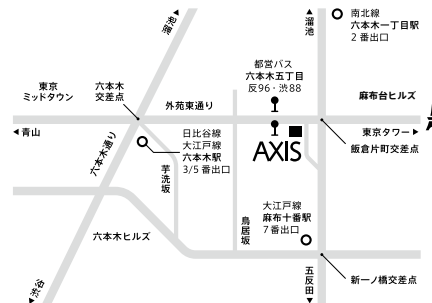 溜池
溜池
南北線
六本木一丁目駅
2 番出口
都営バス
六本木五丁目
反96・渋88
東京
ミッドタウン
六本木
交差点
外苑東通り
麻布台ヒルズ
青山
東京タワー
日比谷線
大江戸線
六本木駅
3/5 番出口
AXIS
飯倉片町交差点
六本木通り
芋洗坂
鳥居坂
大江戸線
麻布十番駅
7 番出口
六本木ヒルズ
渋谷
五反田
新一ノ橋交差点